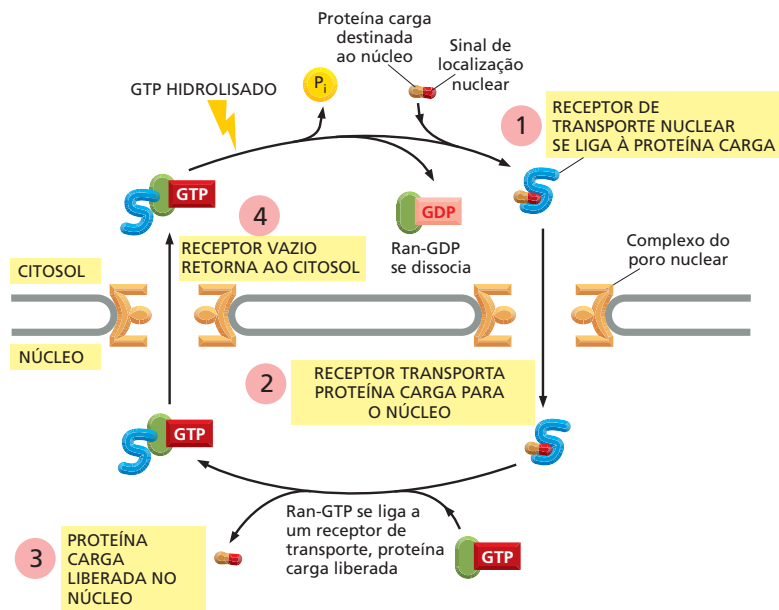 Proteína carga
destinada
ao núcleo
Sinal de
localização
nuclear
GTP HIDROLISADO
Pi
1
RECEPTOR DE
TRANSPORTE NUCLEAR
SE LIGA À PROTEÍNA CARGA
GTP
GDP
Ran-GDP
se dissocia
4
RECEPTOR VAZIO
RETORNA AO CITOSOL
Complexo do
poro nuclear
CITOSOL
NÚCLEO
2
RECEPTOR TRANSPORTA
PROTEÍNA CARGA PARA
O NÚCLEO
GTP
3
PROTEÍNA
CARGA
LIBERADA NO
NÚCLEO
Ran-GTP se liga a
um receptor de
transporte, proteína
carga liberada
GTP